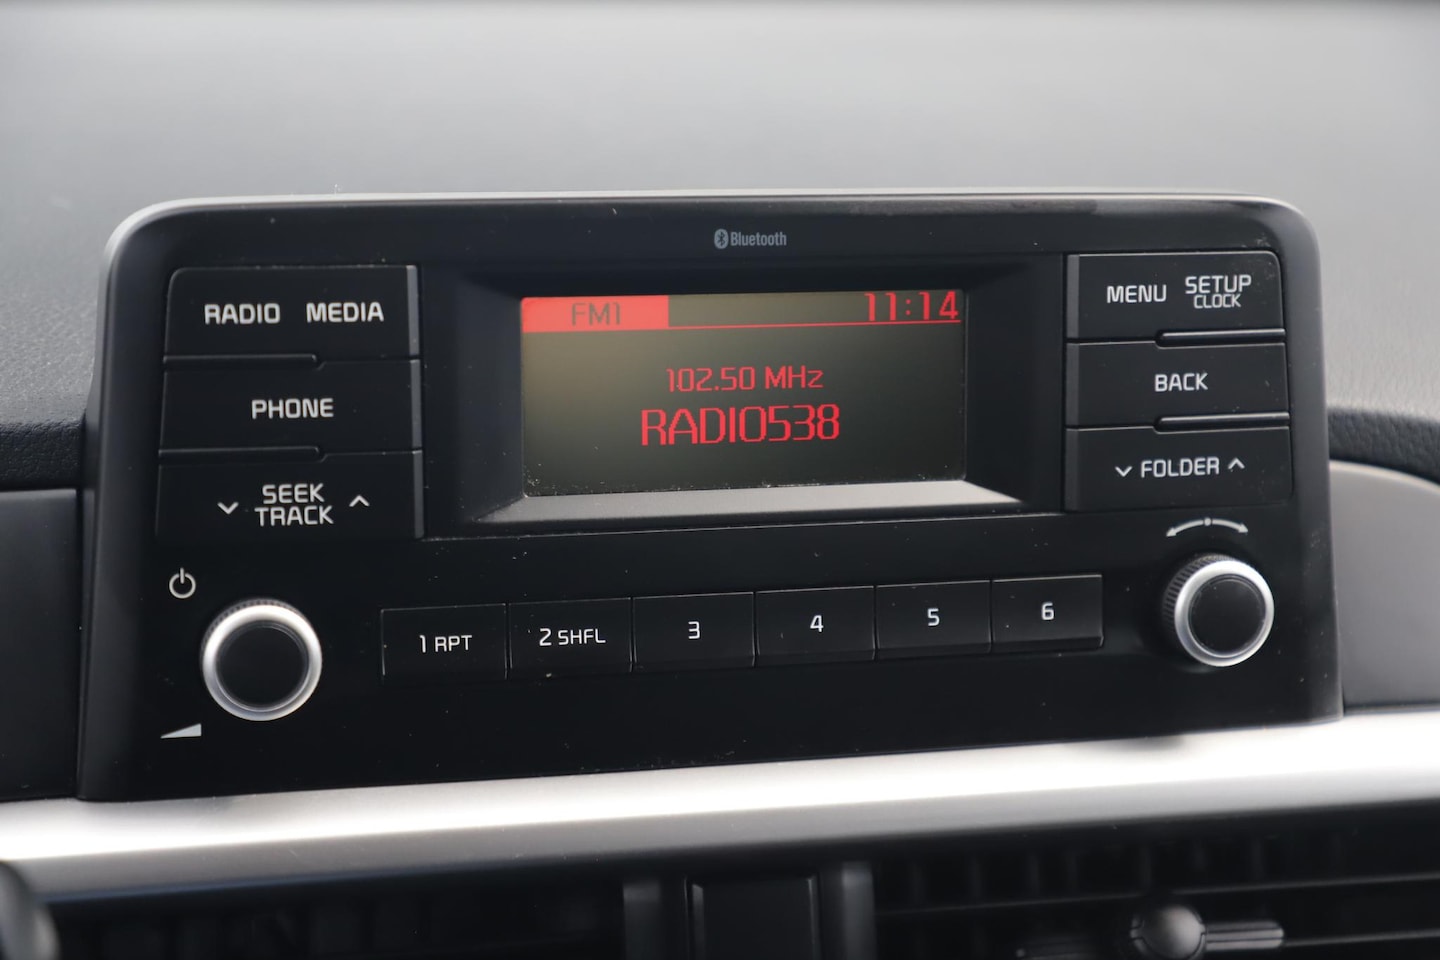 Bluetooth
RADIO MEDIA
PHONE
SEEK
TRACK
FM1 11:14
102.50 MHz
RADIO538
MENU SETUP
CLOCK
BACK
FOLDER
1 RPT 2 SHFL 3 4 5 6